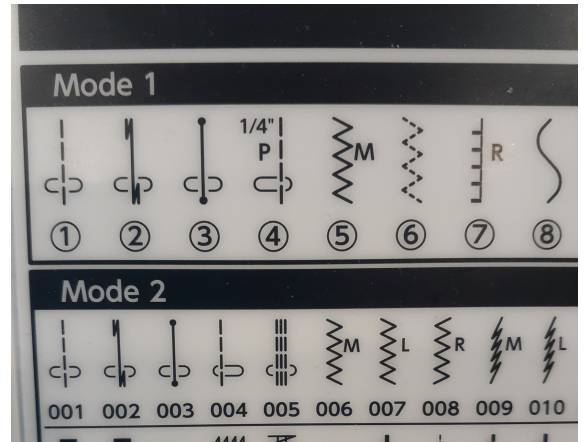 Mode 1
1/4"
P M R
① ② ③ ④ ⑤ ⑥ ⑦ ⑧
Mode 2
M L R M L
001 002 003 004 005 006 007 008 009 010